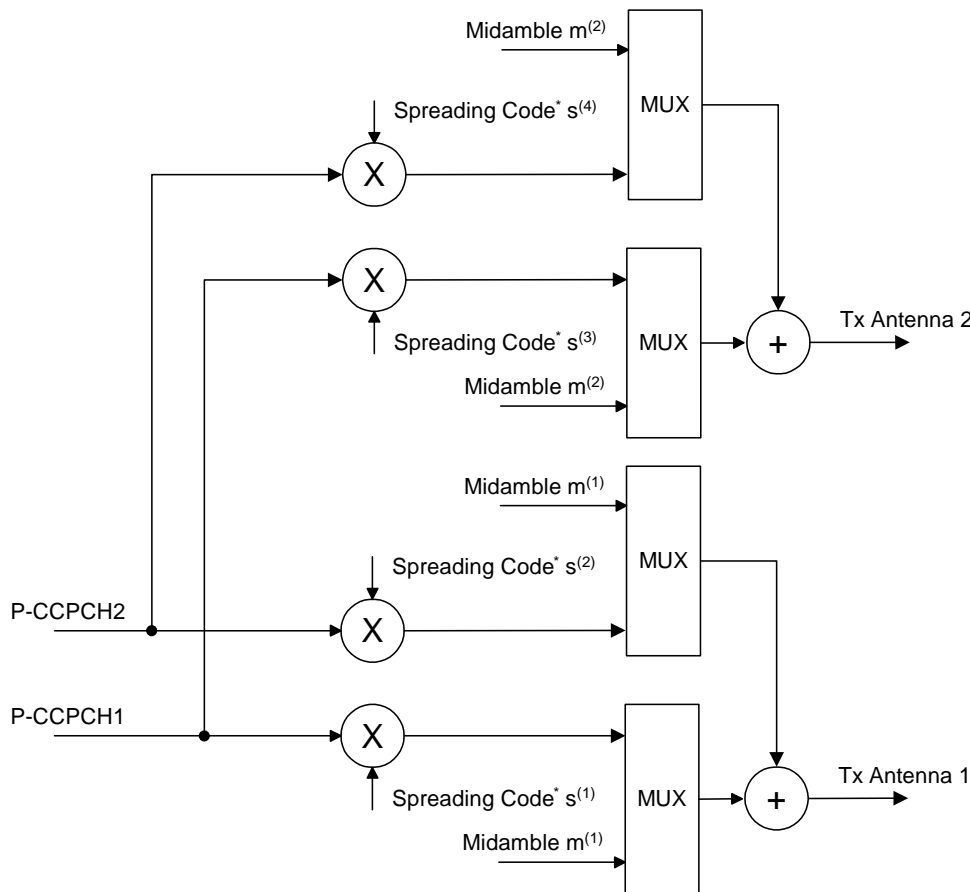 Midamble m(2)
MUX
Spreading Code* s(4)
X
X
Tx Antenna 2
Spreading Code* s(3)
MUX
+
Midamble m(2)
Midamble m(1)
Spreading Code* s(2)
MUX
P-CCPCH2
X
P-CCPCH1
X
Tx Antenna 1
Spreading Code* s(1)
MUX
+
Midamble m(1)